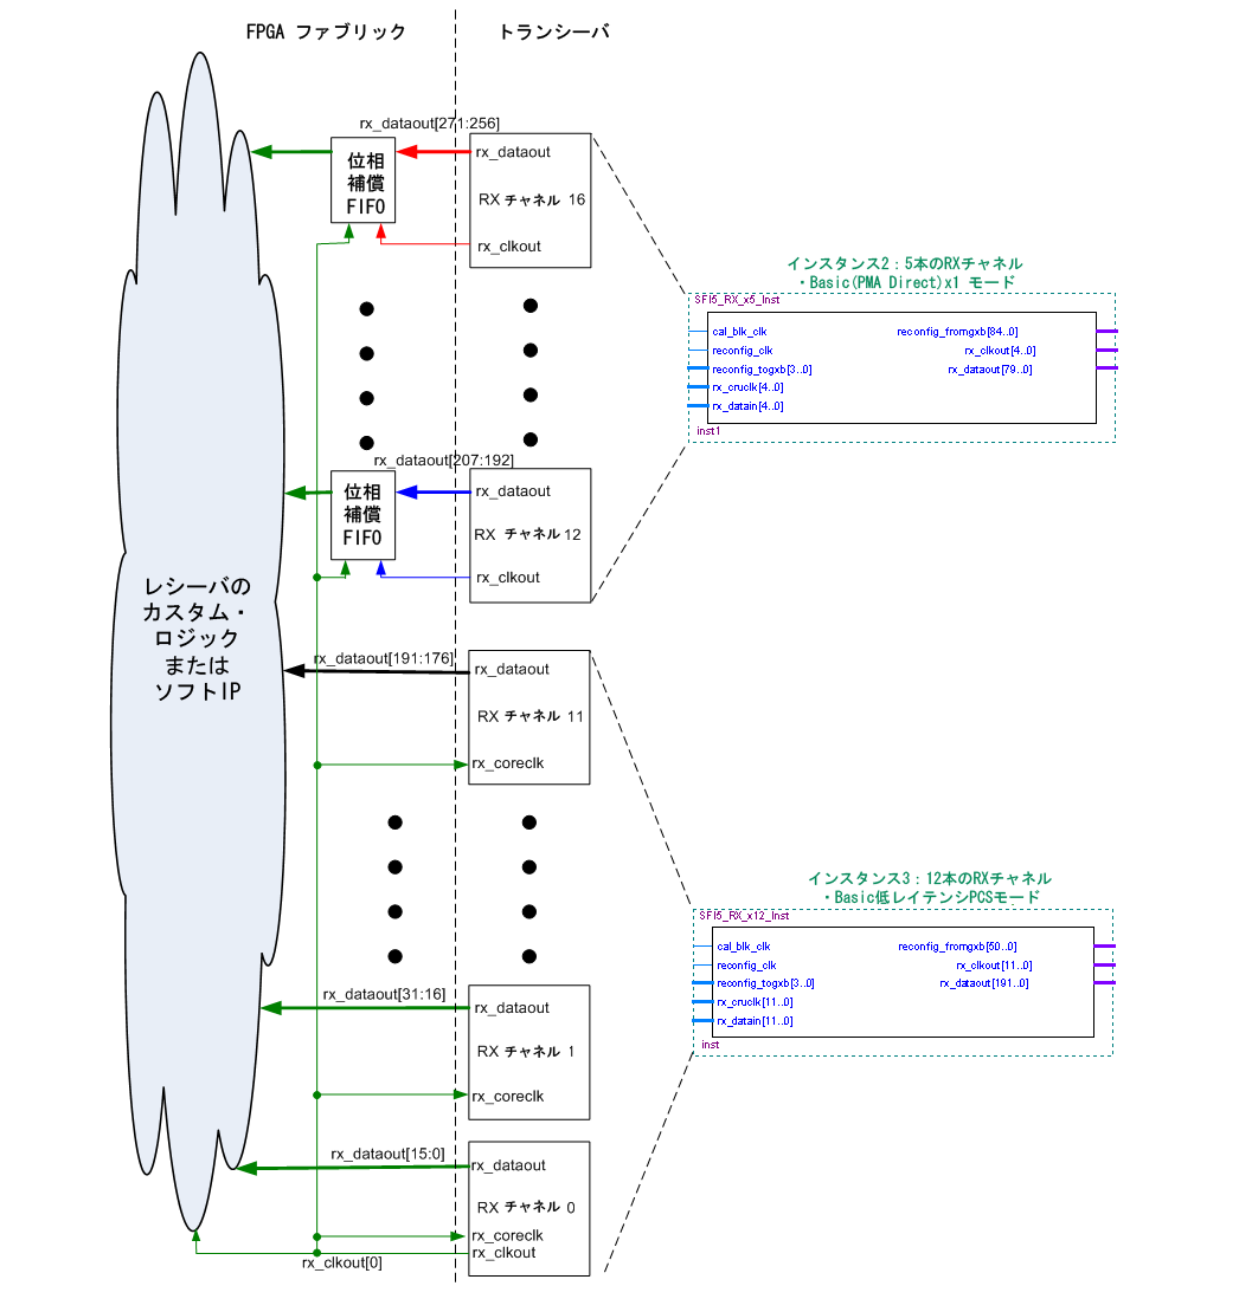 FPGA ファブリック
トランシーバ
rx_dataout[271:256]
位相
補償
FIFO
rx_dataout
RX チャネル 16
rx_clkout
インスタンス2：5本のRXチャネル
・Basic(PMA Direct)x1 モード
SFI5_RX_x5_Inst
cal_blk_clk
reconfig_clk
reconfig_togxb[3..0]
rx_cruclk[4..0]
rx_datain[4..0]
reconfig_fromgxb[84..0]
rx_clkout[4..0]
rx_dataout[79..0]
inst1
rx_dataout[207:192]
位相
補償
FIFO
rx_dataout
RX チャネル 12
rx_clkout
レシーバの
カスタム・
ロジック
または
ソフトIP
rx_dataout[191:176]
rx_dataout
RX チャネル 11
rx_coreclk
インスタンス3：12本のRXチャネル
・Basic低レイテンシPCSモード
SFI5_RX_x12_Inst
cal_blk_clk
reconfig_clk
reconfig_togxb[3..0]
rx_cruclk[11..0]
rx_datain[11..0]
reconfig_fromgxb[50..0]
rx_clkout[11..0]
rx_dataout[191..0]
inst
rx_dataout[31:16]
rx_dataout
RX チャネル 1
rx_coreclk
rx_dataout[15:0]
rx_dataout
RX チャネル 0
rx_coreclk
rx_clkout
rx_clkout[0]